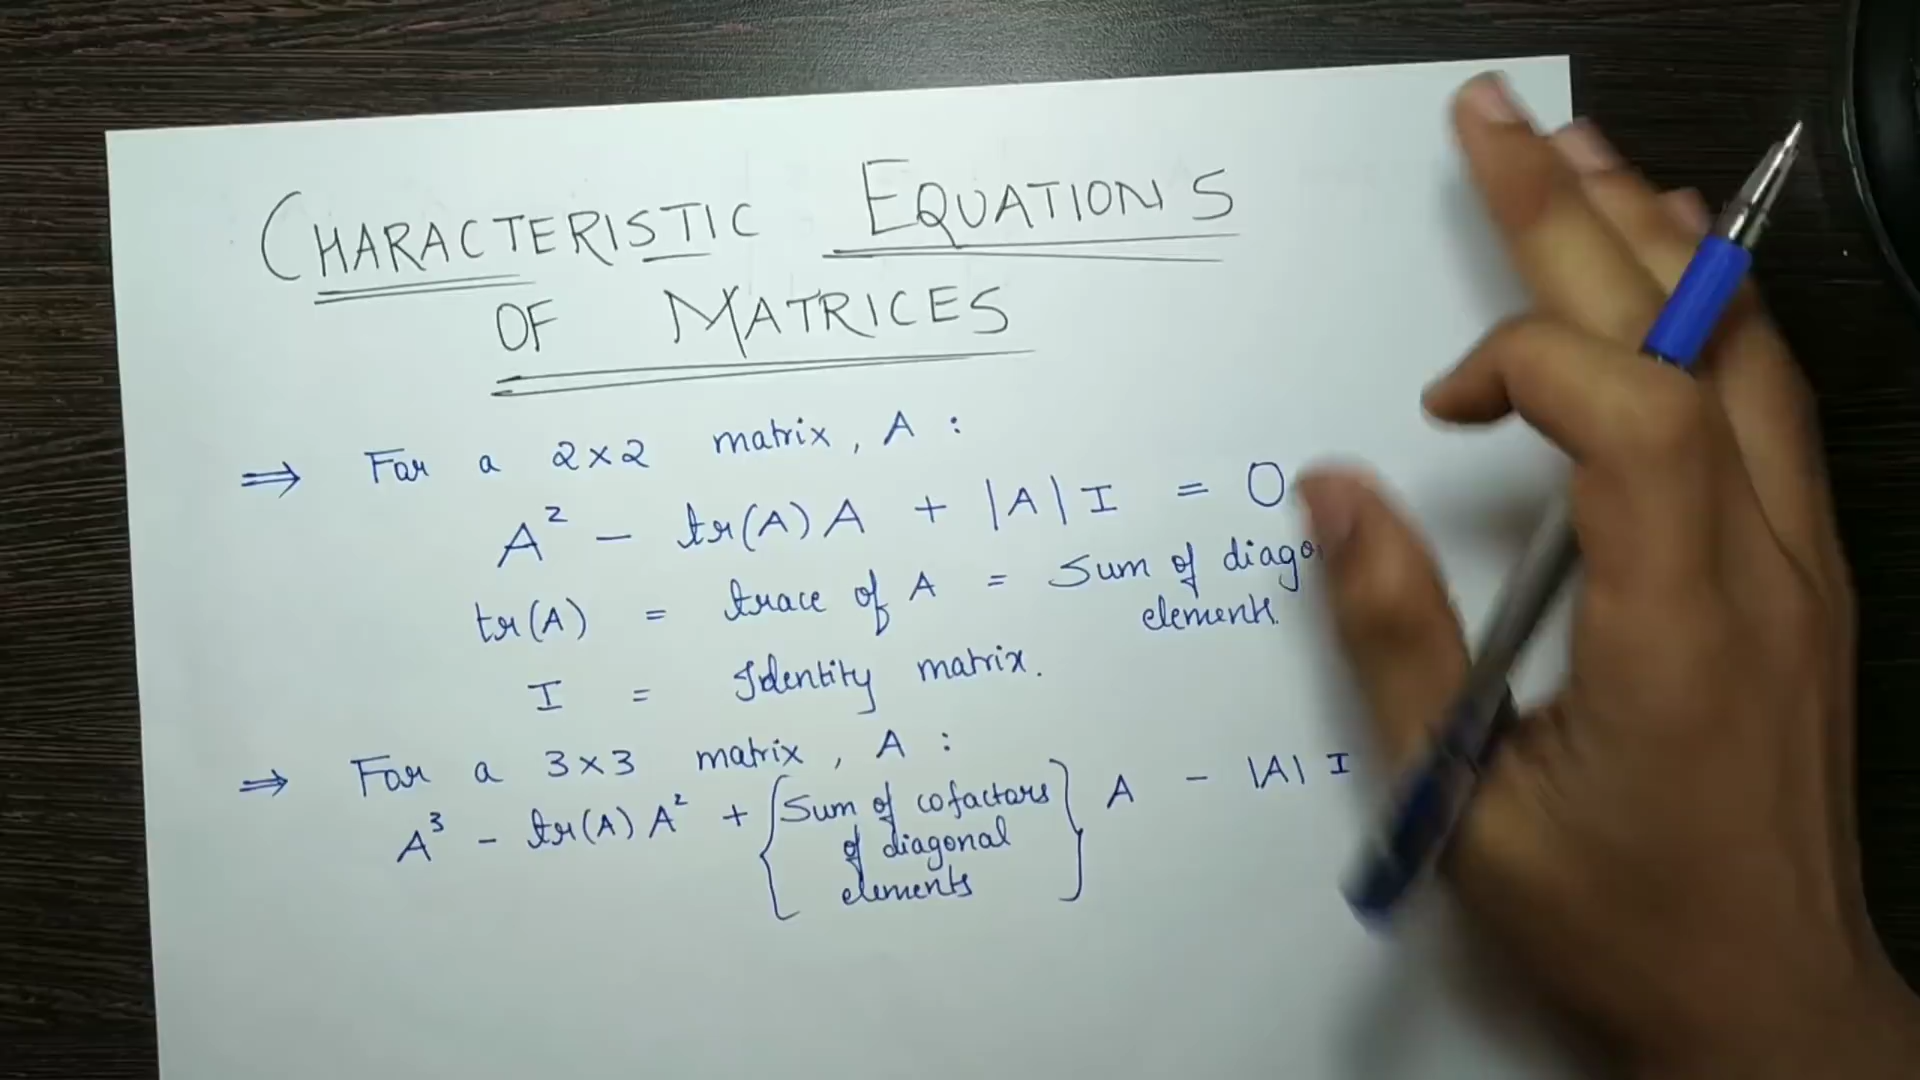 CHARACTERISTIC EQUATIONS
OF MATRICES
⇒ For a 2×2 matrix, A :
A² - tr(A) A + |A| I = 0
tr(A) = trace of A = Sum of
elements.
I = Identity matrix.
⇒ For a 3×3 matrix, A :
A³ - tr(A) A² + {Sum of cofactors
of diagonal
elements} A - |A| I